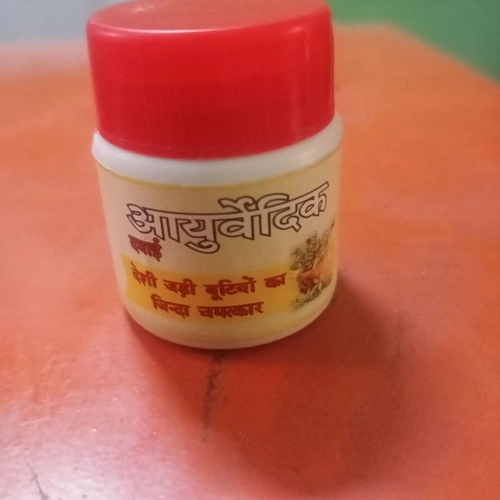 आयुर्वैदिक
दवाई
देशी जड़ी बूटियों का
जिन्दा चमत्कार